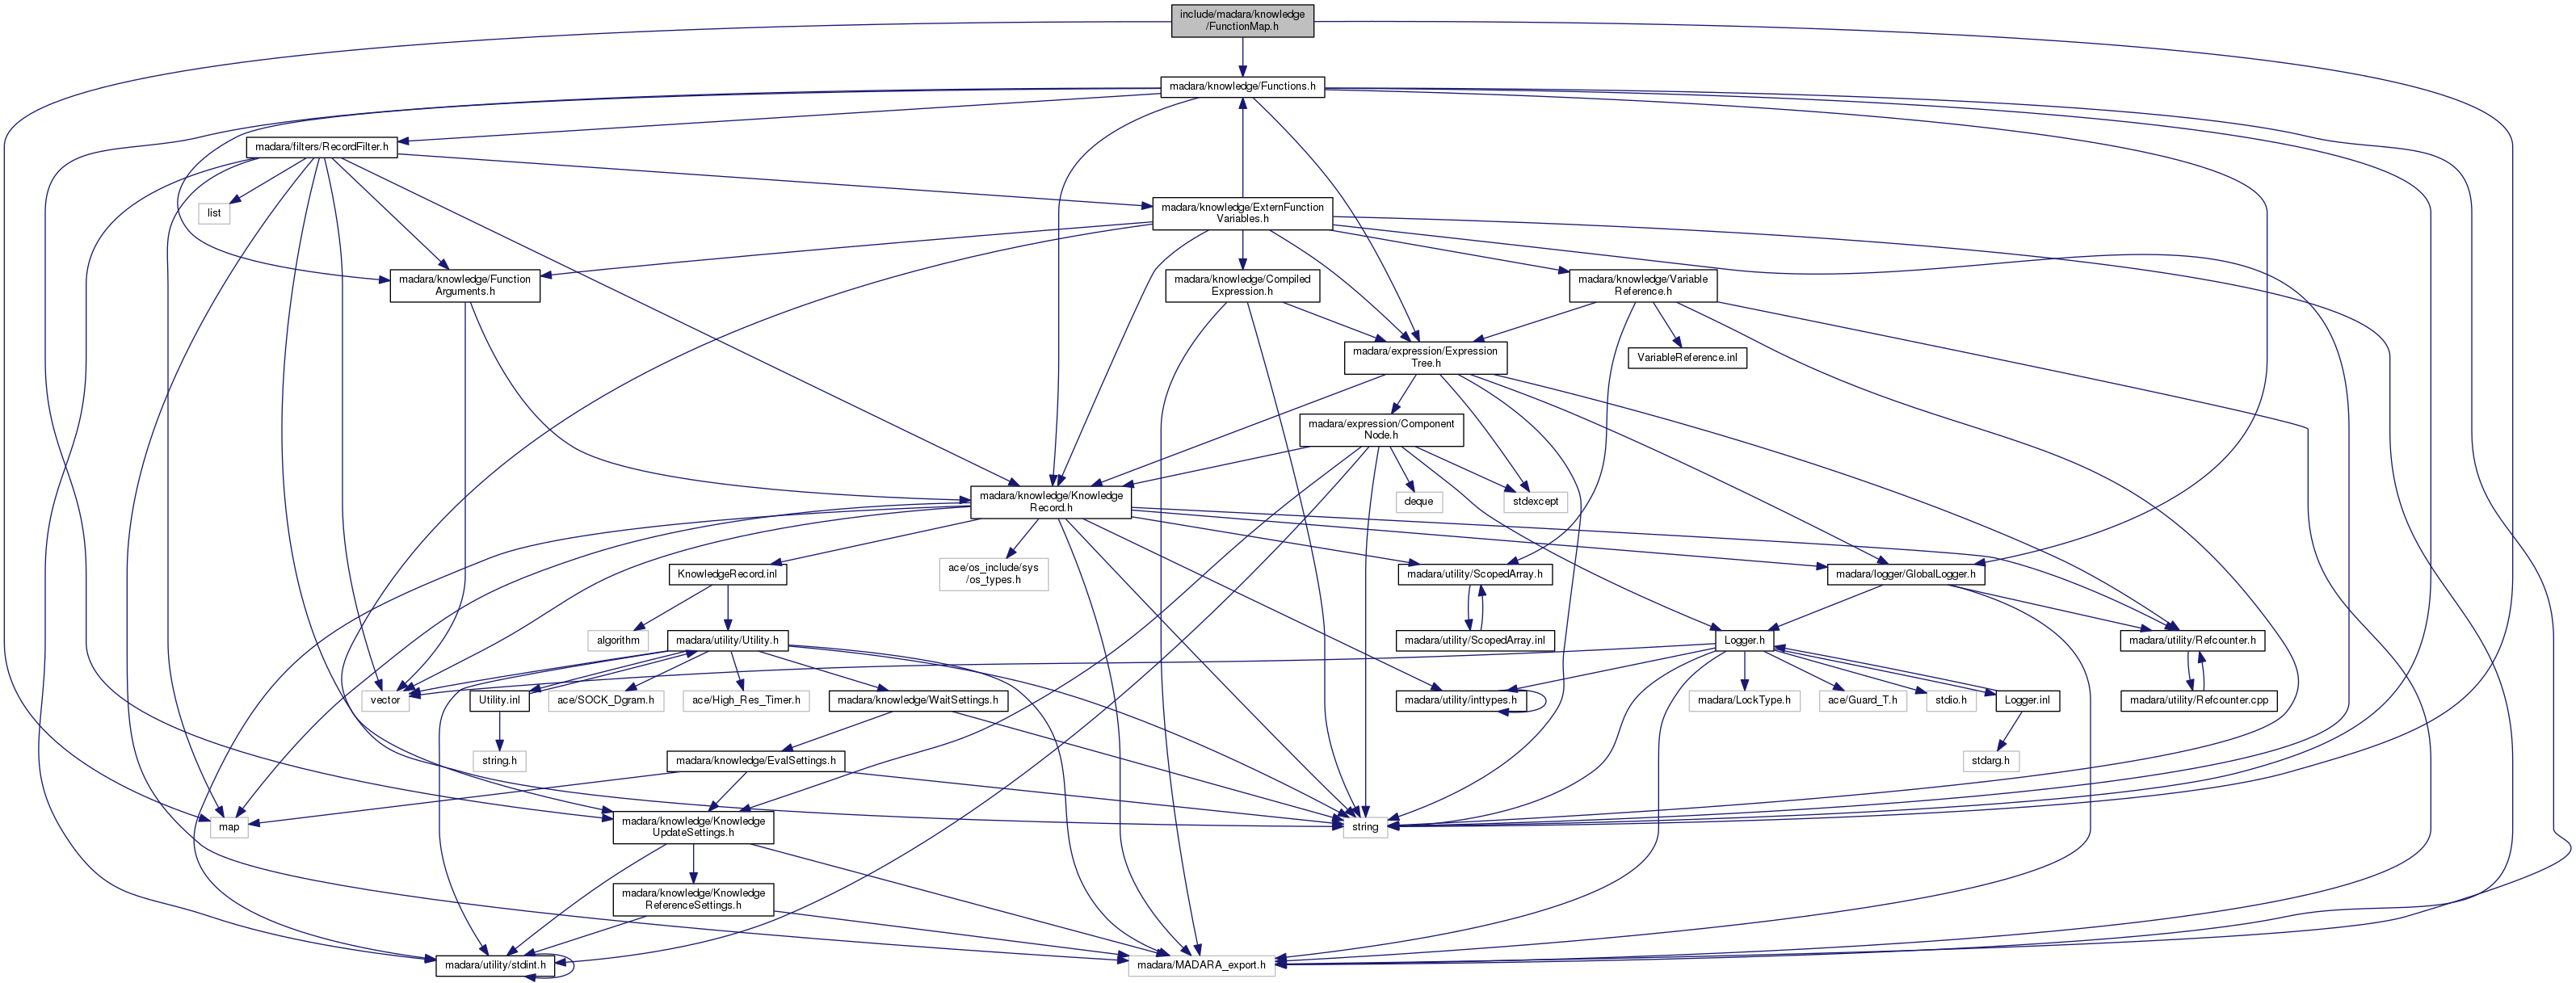 include/madara/knowledge
/FunctionMap.h
madara/knowledge/Functions.h
madara/filters/RecordFilter.h
list
madara/knowledge/ExternFunction
Variables.h
madara/knowledge/Function
Arguments.h
madara/knowledge/Compiled
Expression.h
madara/knowledge/Variable
Reference.h
madara/expression/Expression
Tree.h
VariableReference.inl
madara/expression/Component
Node.h
madara/knowledge/Knowledge
Record.h
deque
stdexcept
KnowledgeRecord.inl
ace/os_include/sys
/os_types.h
madara/utility/ScopedArray.h
madara/logger/GlobalLogger.h
algorithm
madara/utility/Utility.h
madara/utility/ScopedArray.inl
Logger.h
madara/utility/Refcounter.h
vector
Utility.inl
ace/SOCK_Dgram.h
ace/High_Res_Timer.h
madara/knowledge/WaitSettings.h
madara/utility/inttypes.h
madara/LockType.h
ace/Guard_T.h
stdio.h
Logger.inl
madara/utility/Refcounter.cpp
string.h
madara/knowledge/EvalSettings.h
stdarg.h
map
madara/knowledge/Knowledge
UpdateSettings.h
string
madara/knowledge/Knowledge
ReferenceSettings.h
madara/utility/stdint.h
madara/MADARA_export.h